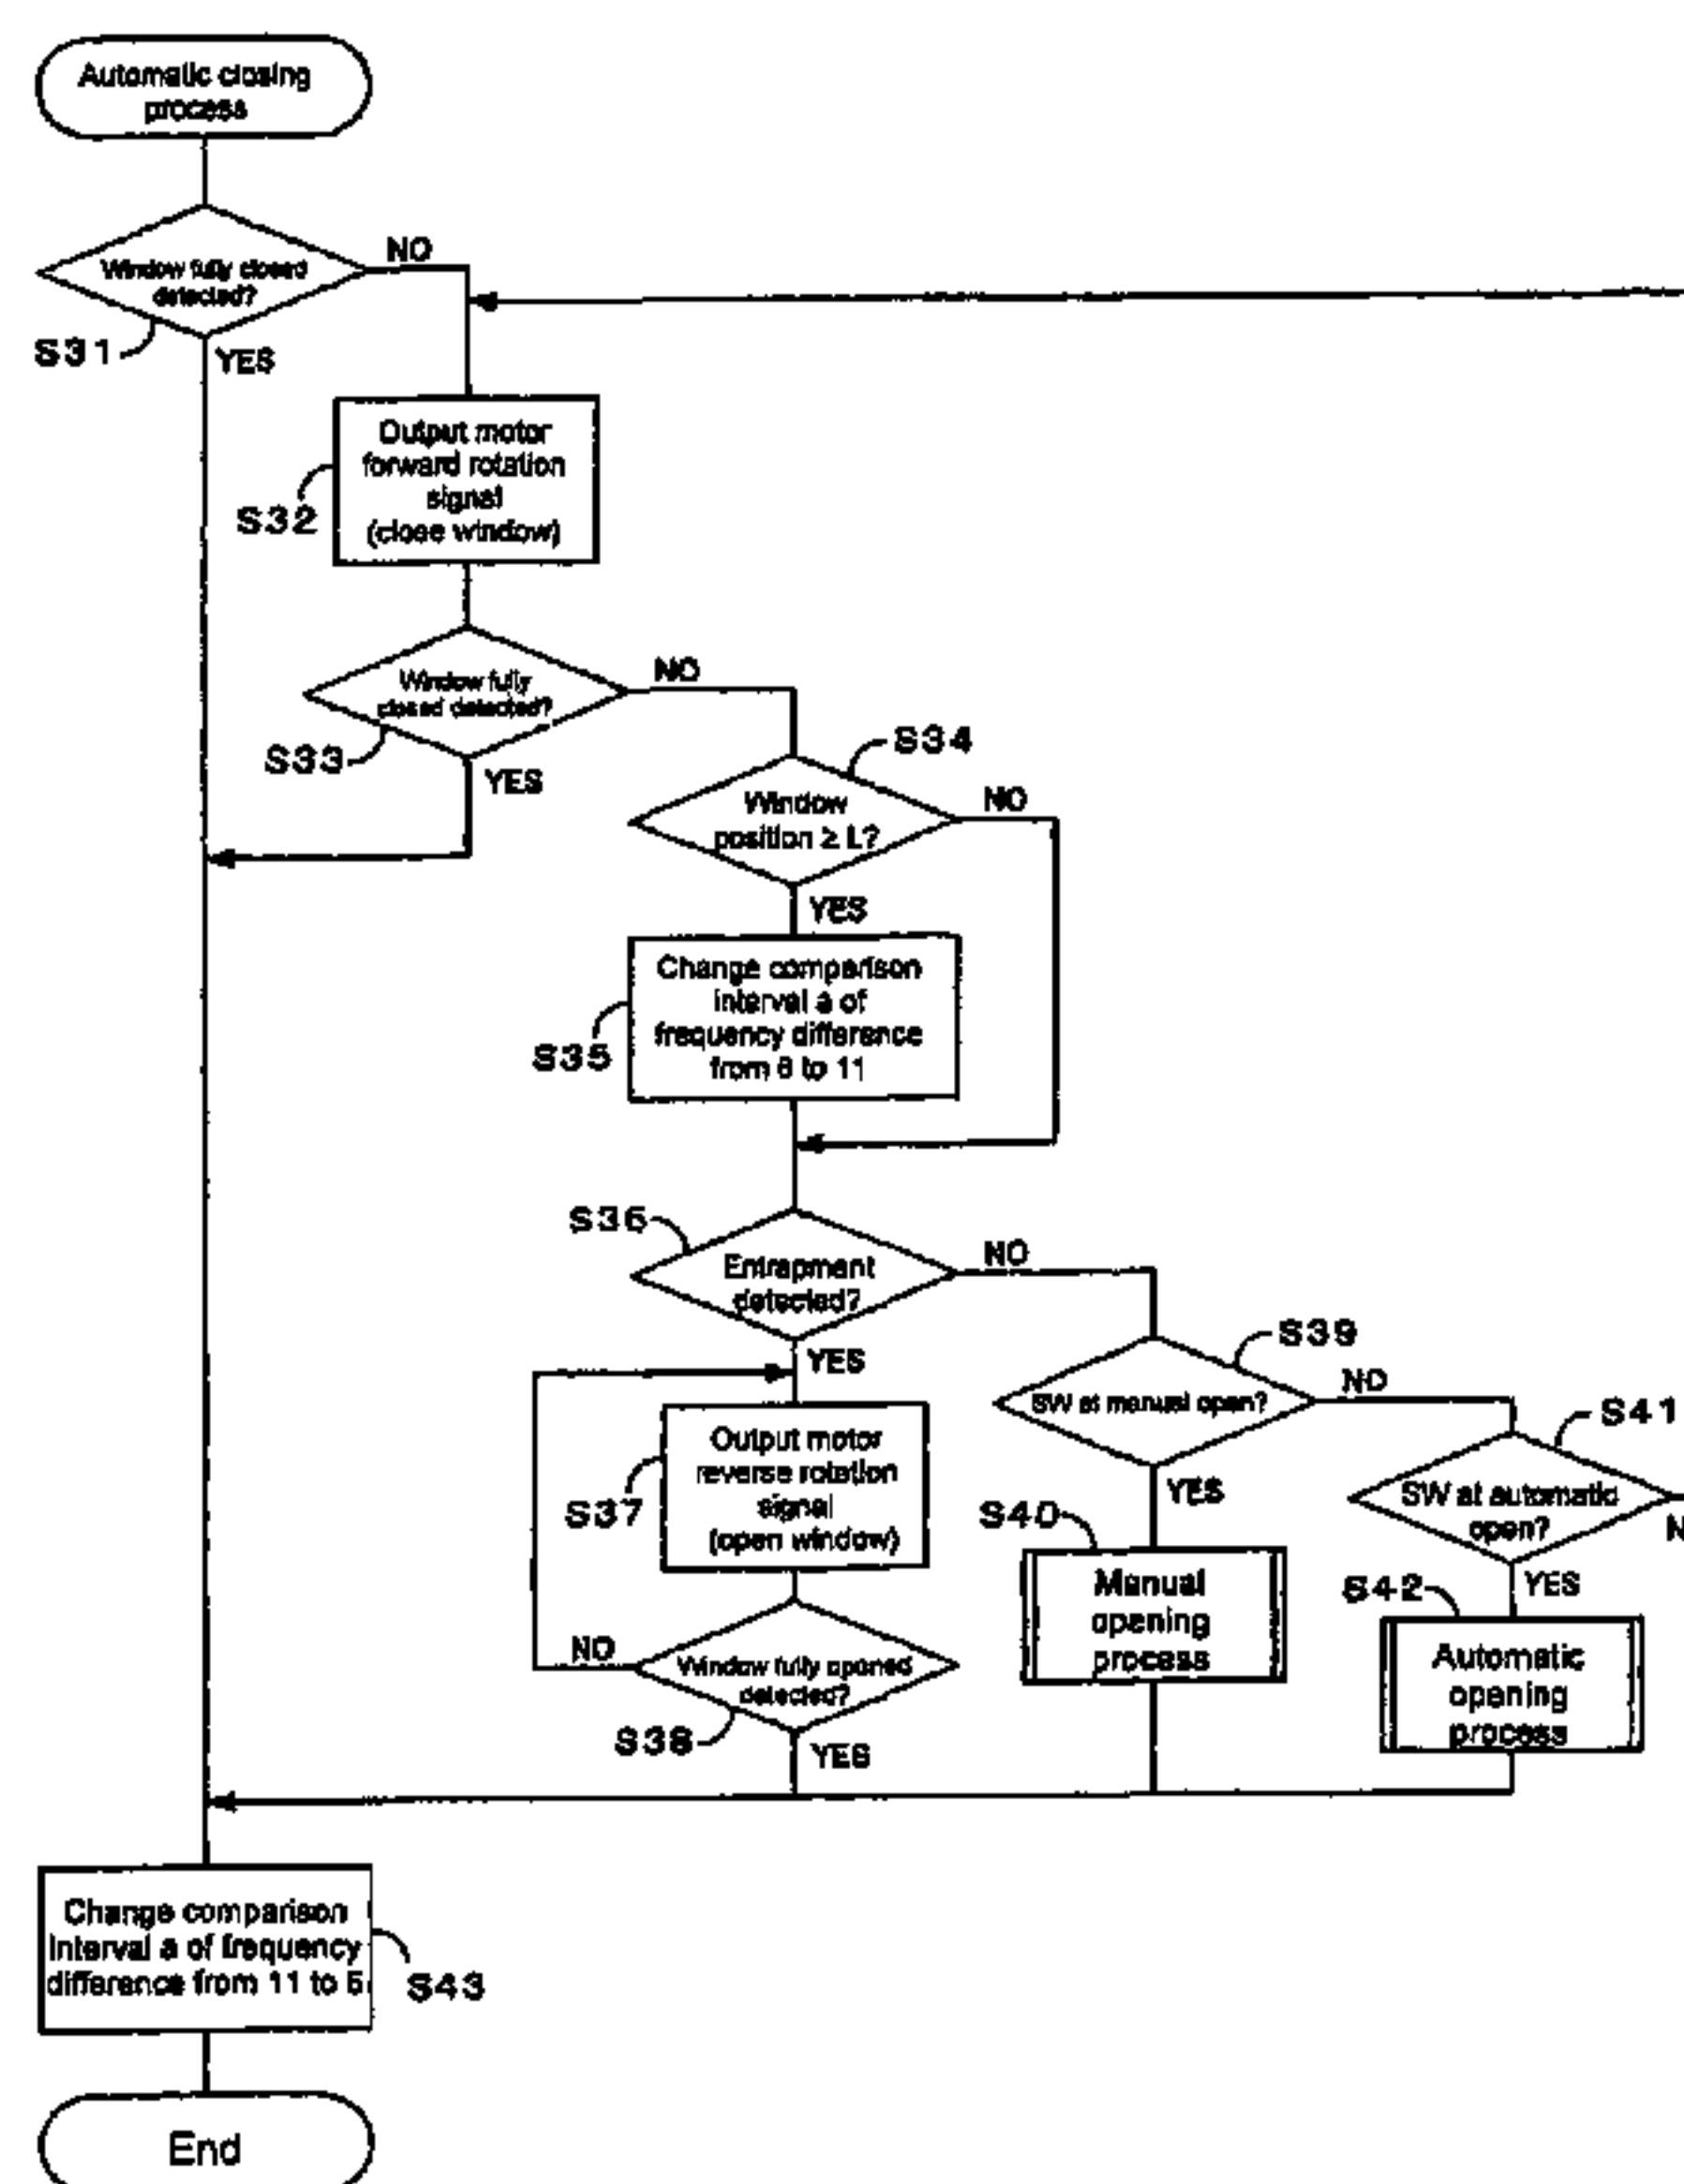 Automatic closing
process
Window fully closed
detected?
NO
S31
YES
Output motor
forward rotation
signal
(close window)
S32
Window fully
closed detected?
NO
S33
YES
S34
Window
position ≥ L?
NO
YES
Change comparison
interval a of
frequency difference
from 6 to 11
S35
S36
Entrapment
detected?
NO
YES
S39
SW at manual open?
NO
S41
Output motor
reverse rotation
signal
(open window)
S37
YES
S40
SW at automatic
open?
N
Manual
opening
process
YES
S42
Automatic
opening
process
NO
Window fully opened
detected?
S38
YES
Change comparison
interval a of frequency
difference from 11 to
S43
End